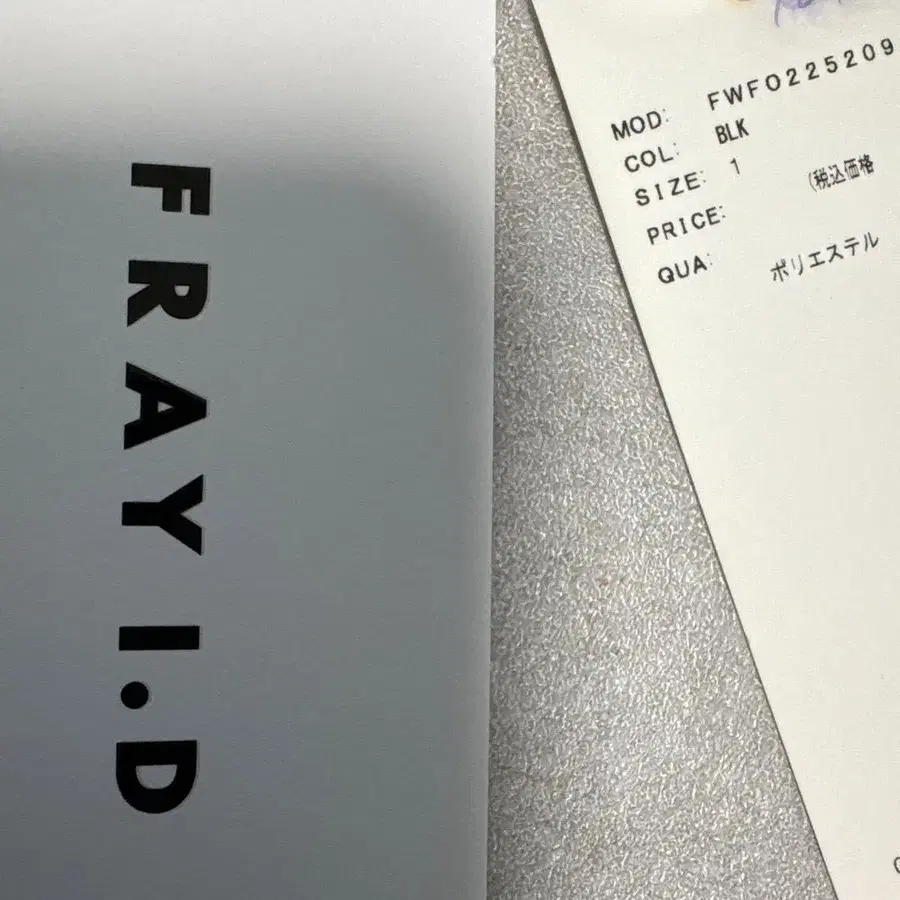 FRAY I.D
MOD: FWFO225209
COL: BLK
SIZE: 1
PRICE: (税込価格
QUA: ポリエステル